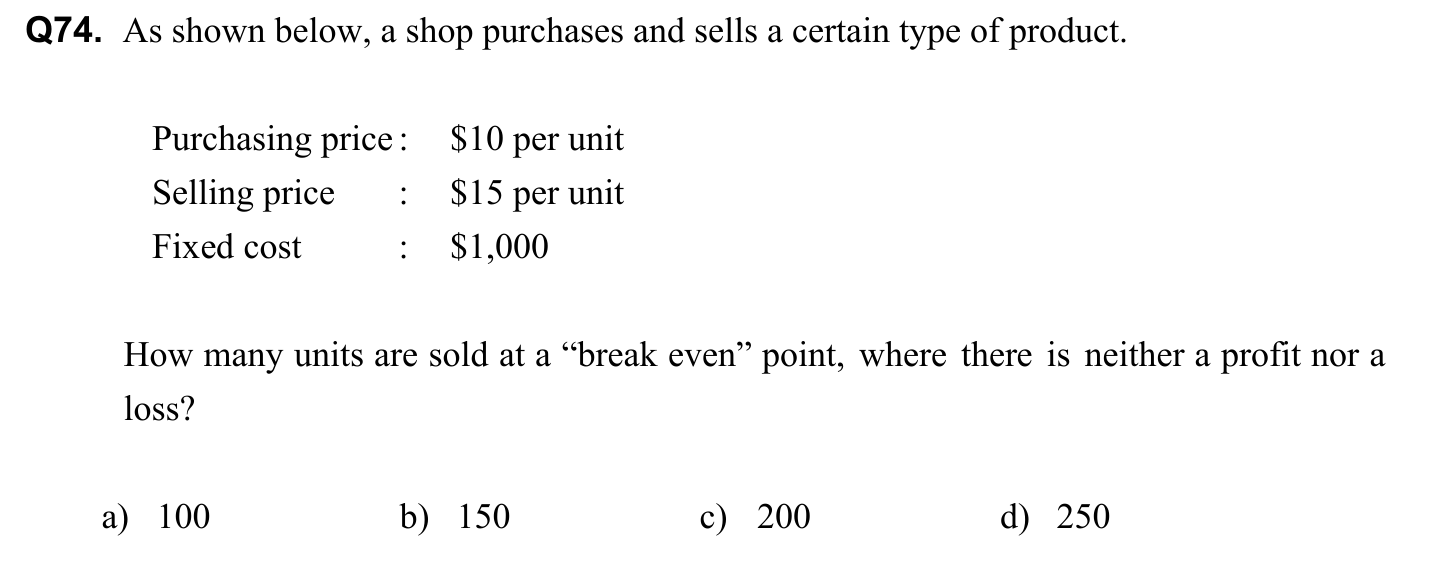 Q74. As shown below, a shop purchases and sells a certain type of product.
Purchasing price: $10 per unit
Selling price : $15 per unit
Fixed cost : $1,000
How many units are sold at a “break even” point, where there is neither a profit nor a
loss?
a) 100 b) 150 c) 200 d) 250